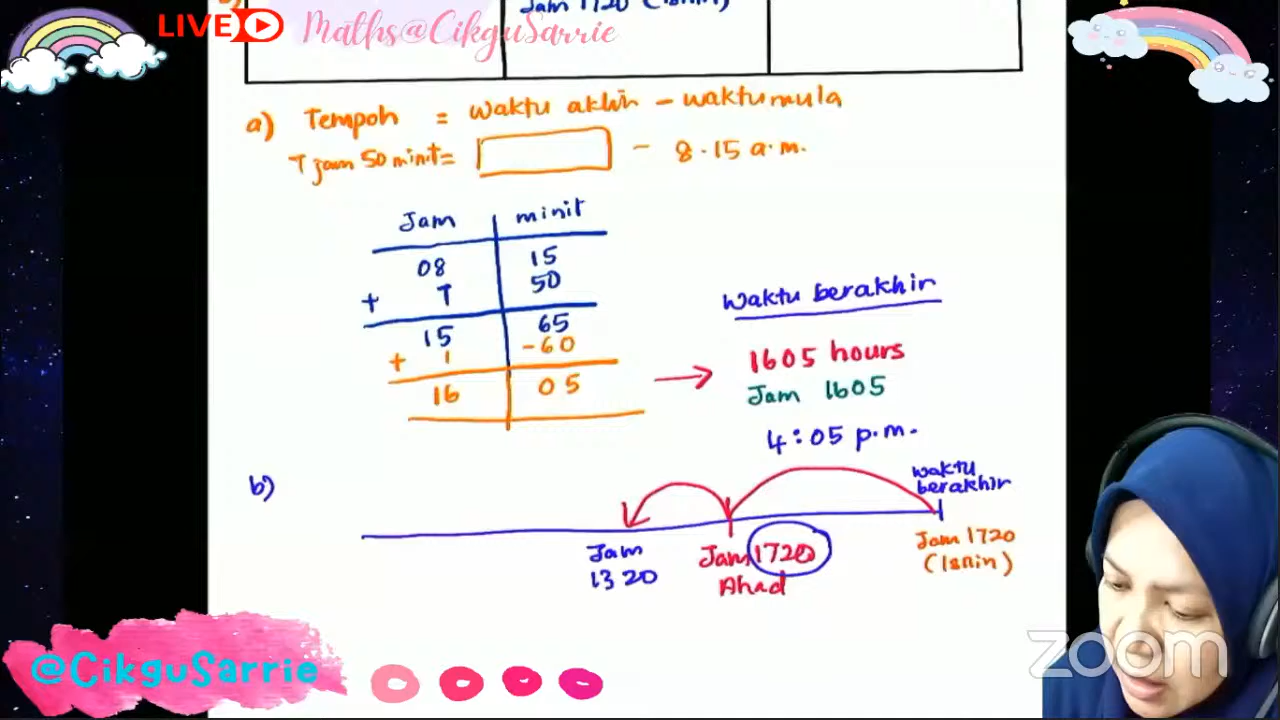 Jam 1720 (Isnin)
LIVE
Maths@CikguSarrie
a) Tempoh = waktu akhir - waktu mula
7 jam 50 minit = - 8.15 a.m.
Jam minit
08 15
+ 7 50
15 65
+ 1 -60
16 05
waktu berakhir
1605 hours
Jam 1605
4:05 p.m.
b)
waktu
berakhir
Jam
1320
Jam 1720
Ahad
Jam 1720
(Isnin)
@CikguSarrie
zoom